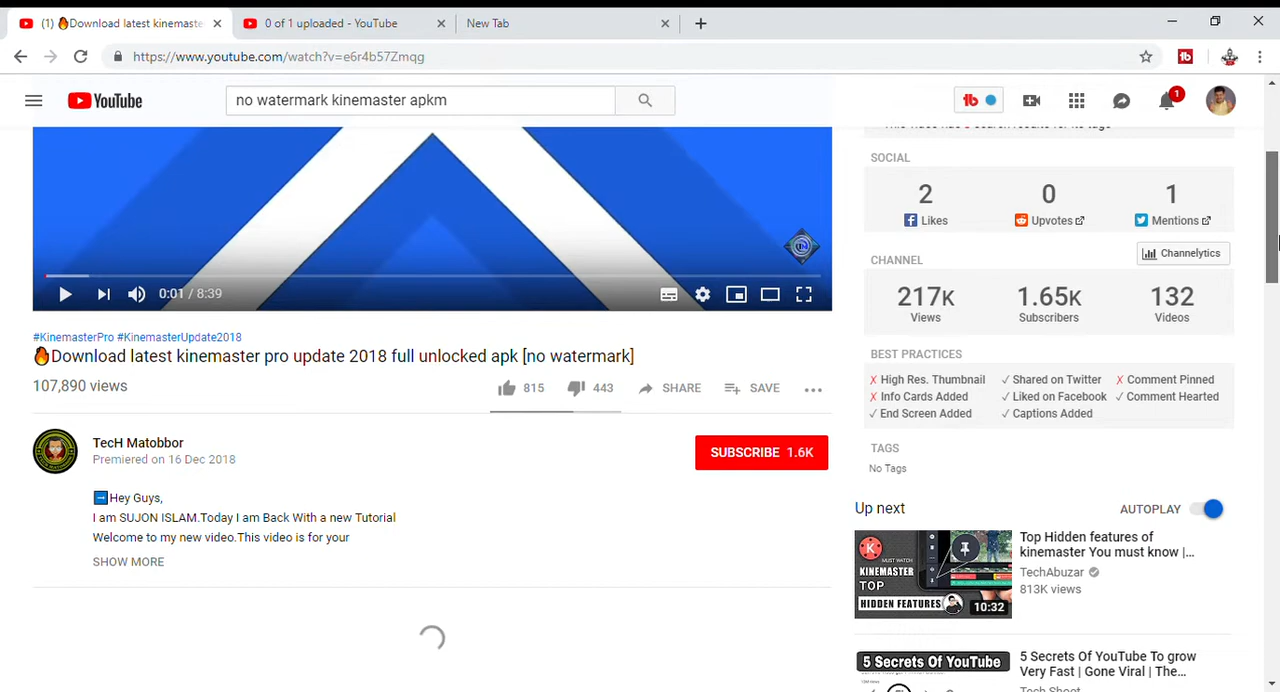 (1) 🔥Download latest kinemaste
0 of 1 uploaded - YouTube
New Tab
https://www.youtube.com/watch?v=e6r4b57Zmqg
YouTube
no watermark kinemaster apkm
1
SOCIAL
2 0 1
Likes Upvotes Mentions
CHANNEL Channelytics
217K 1.65K 132
Views Subscribers Videos
0:01 / 8:39
#KinemasterPro #KinemasterUpdate2018
🔥Download latest kinemaster pro update 2018 full unlocked apk [no watermark]
107,890 views
815 443 SHARE SAVE
BEST PRACTICES
✗ High Res. Thumbnail ✓ Shared on Twitter ✗ Comment Pinned
✗ Info Cards Added ✓ Liked on Facebook ✓ Comment Hearted
✓ End Screen Added ✓ Captions Added
TAGS
No Tags
TecH Matobbor
Premiered on 16 Dec 2018
SUBSCRIBE 1.6K
➡Hey Guys,
I am SUJON ISLAM.Today I am Back With a new Tutorial
Welcome to my new video.This video is for your
SHOW MORE
Up next AUTOPLAY
MUST WATCH
KINEMASTER
TOP
HIDDEN FEATURES
10:32
Top Hidden features of
kinemaster You must know |...
TechAbuzar
813K views
5 Secrets Of YouTube
5 Secrets Of YouTube To grow
Very Fast | Gone Viral | The...